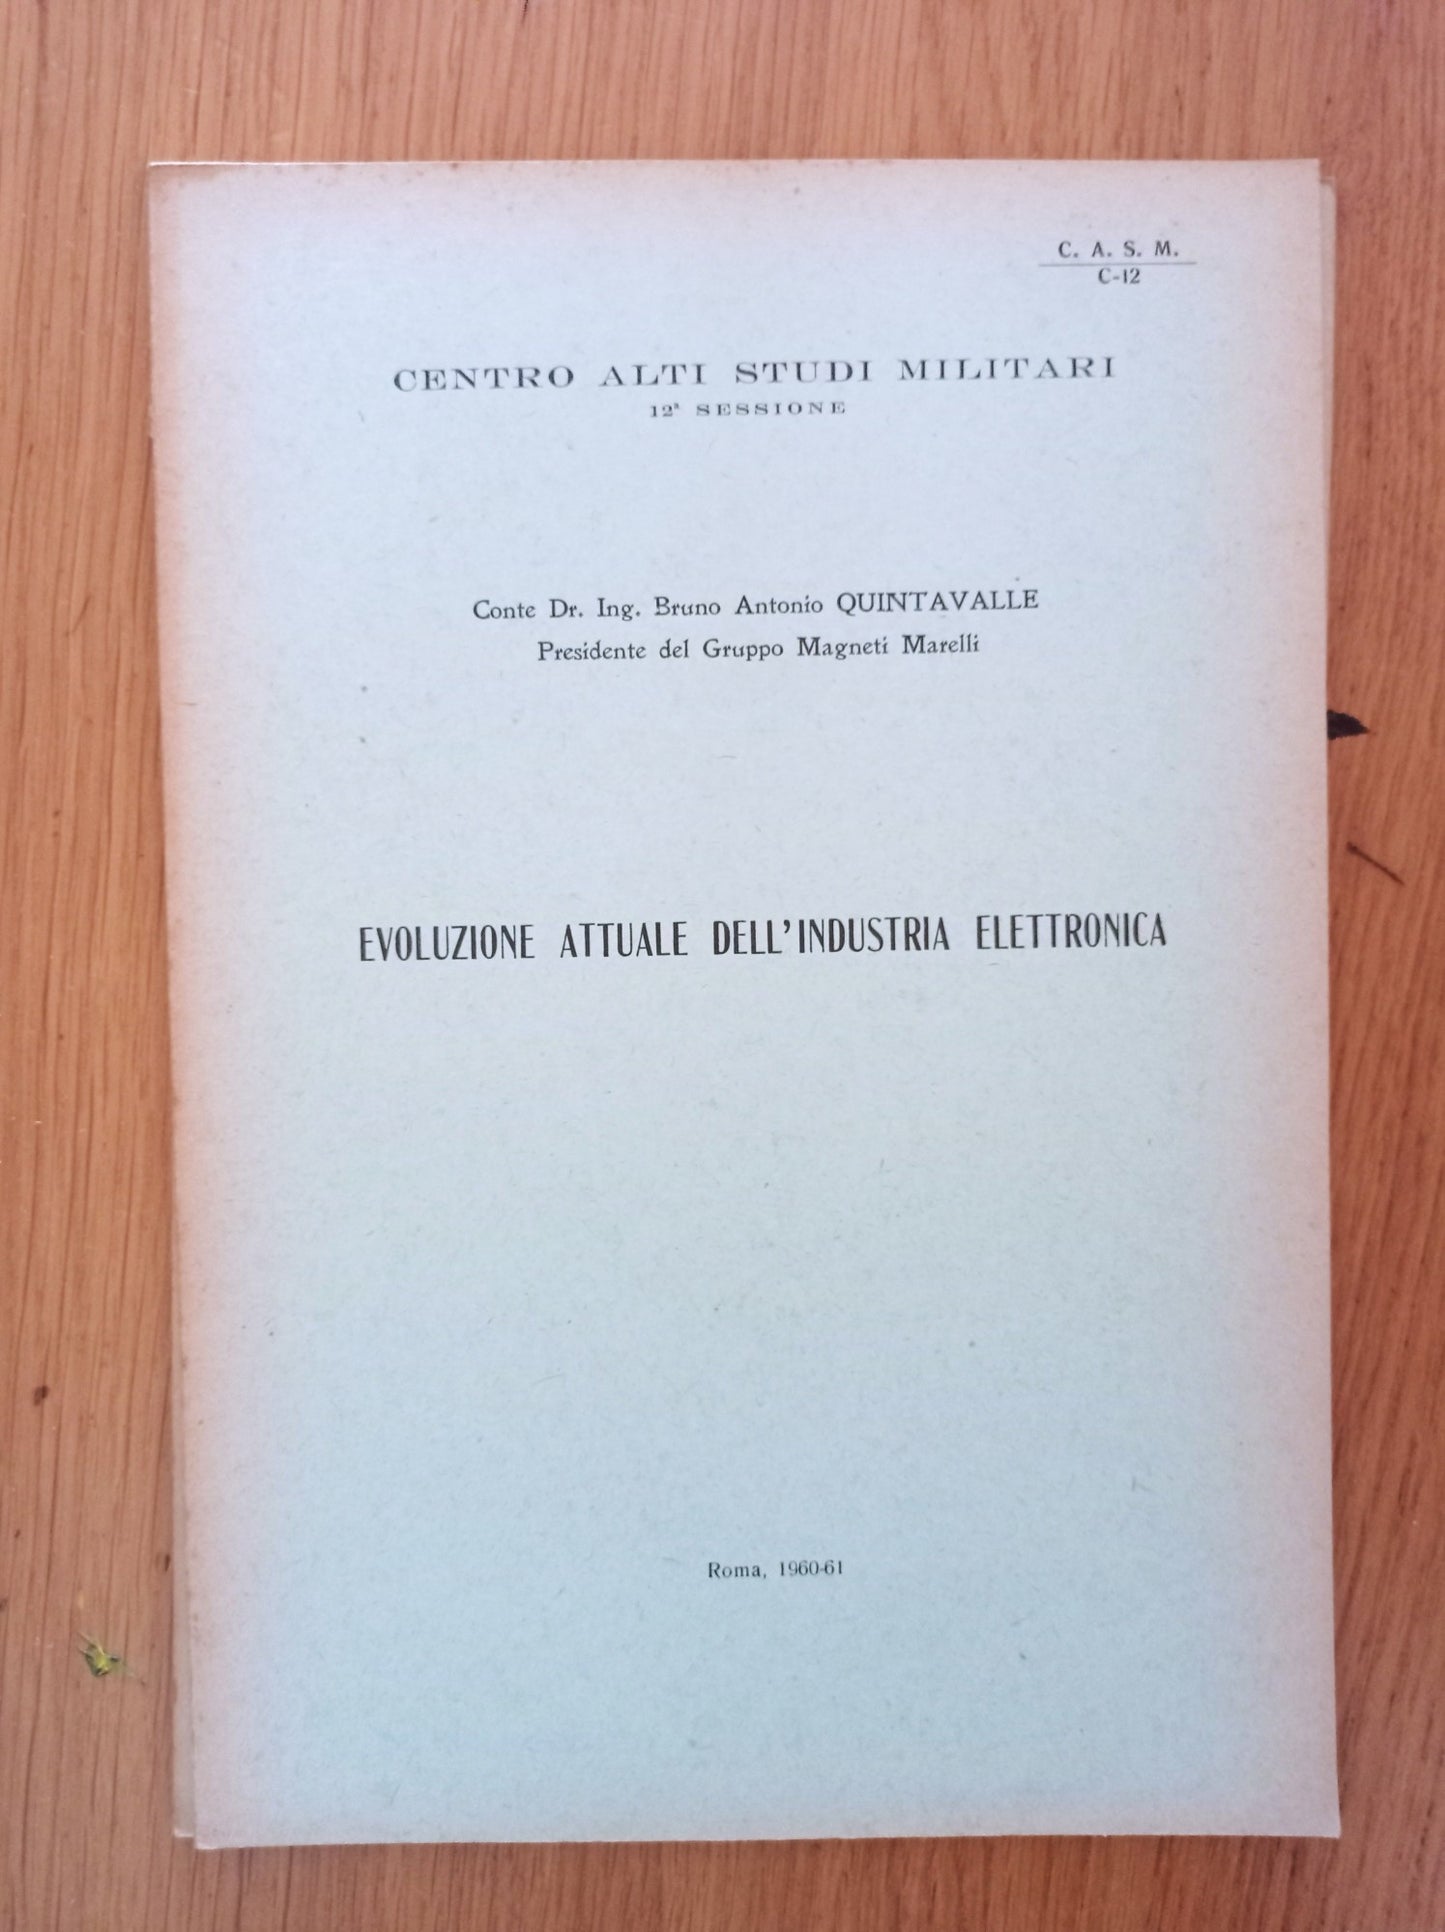 C. A. S. M.
C-12
CENTRO ALTI STUDI MILITARI
12ª SESSIONE
Conte Dr. Ing. Bruno Antonio QUINTAVALLE
Presidente del Gruppo Magneti Marelli
EVOLUZIONE ATTUALE DELL'INDUSTRIA ELETTRONICA
Roma, 1960-61